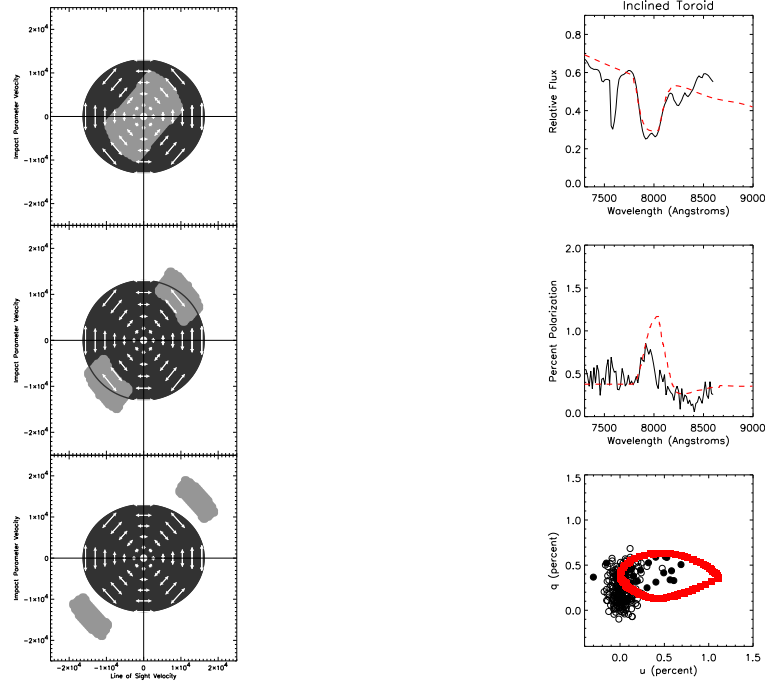 Inclined Toroid
2×10⁴
1×10⁴
0
−1×10⁴
−2×10⁴
Impact Parameter Velocity
2×10⁴
1×10⁴
0
−1×10⁴
−2×10⁴
Impact Parameter Velocity
2×10⁴
1×10⁴
0
−1×10⁴
−2×10⁴
Impact Parameter Velocity
−2×10⁴ −1×10⁴ 0 1×10⁴ 2×10⁴
Line of Sight Velocity
0.8
0.6
0.4
0.2
0.0
Relative Flux
7500 8000 8500 9000
Wavelength (Angstroms)
2.0
1.5
1.0
0.5
0.0
Percent Polarization
7500 8000 8500 9000
Wavelength (Angstroms)
1.5
1.0
0.5
0.0
q (percent)
0.0 0.5 1.0 1.5
u (percent)